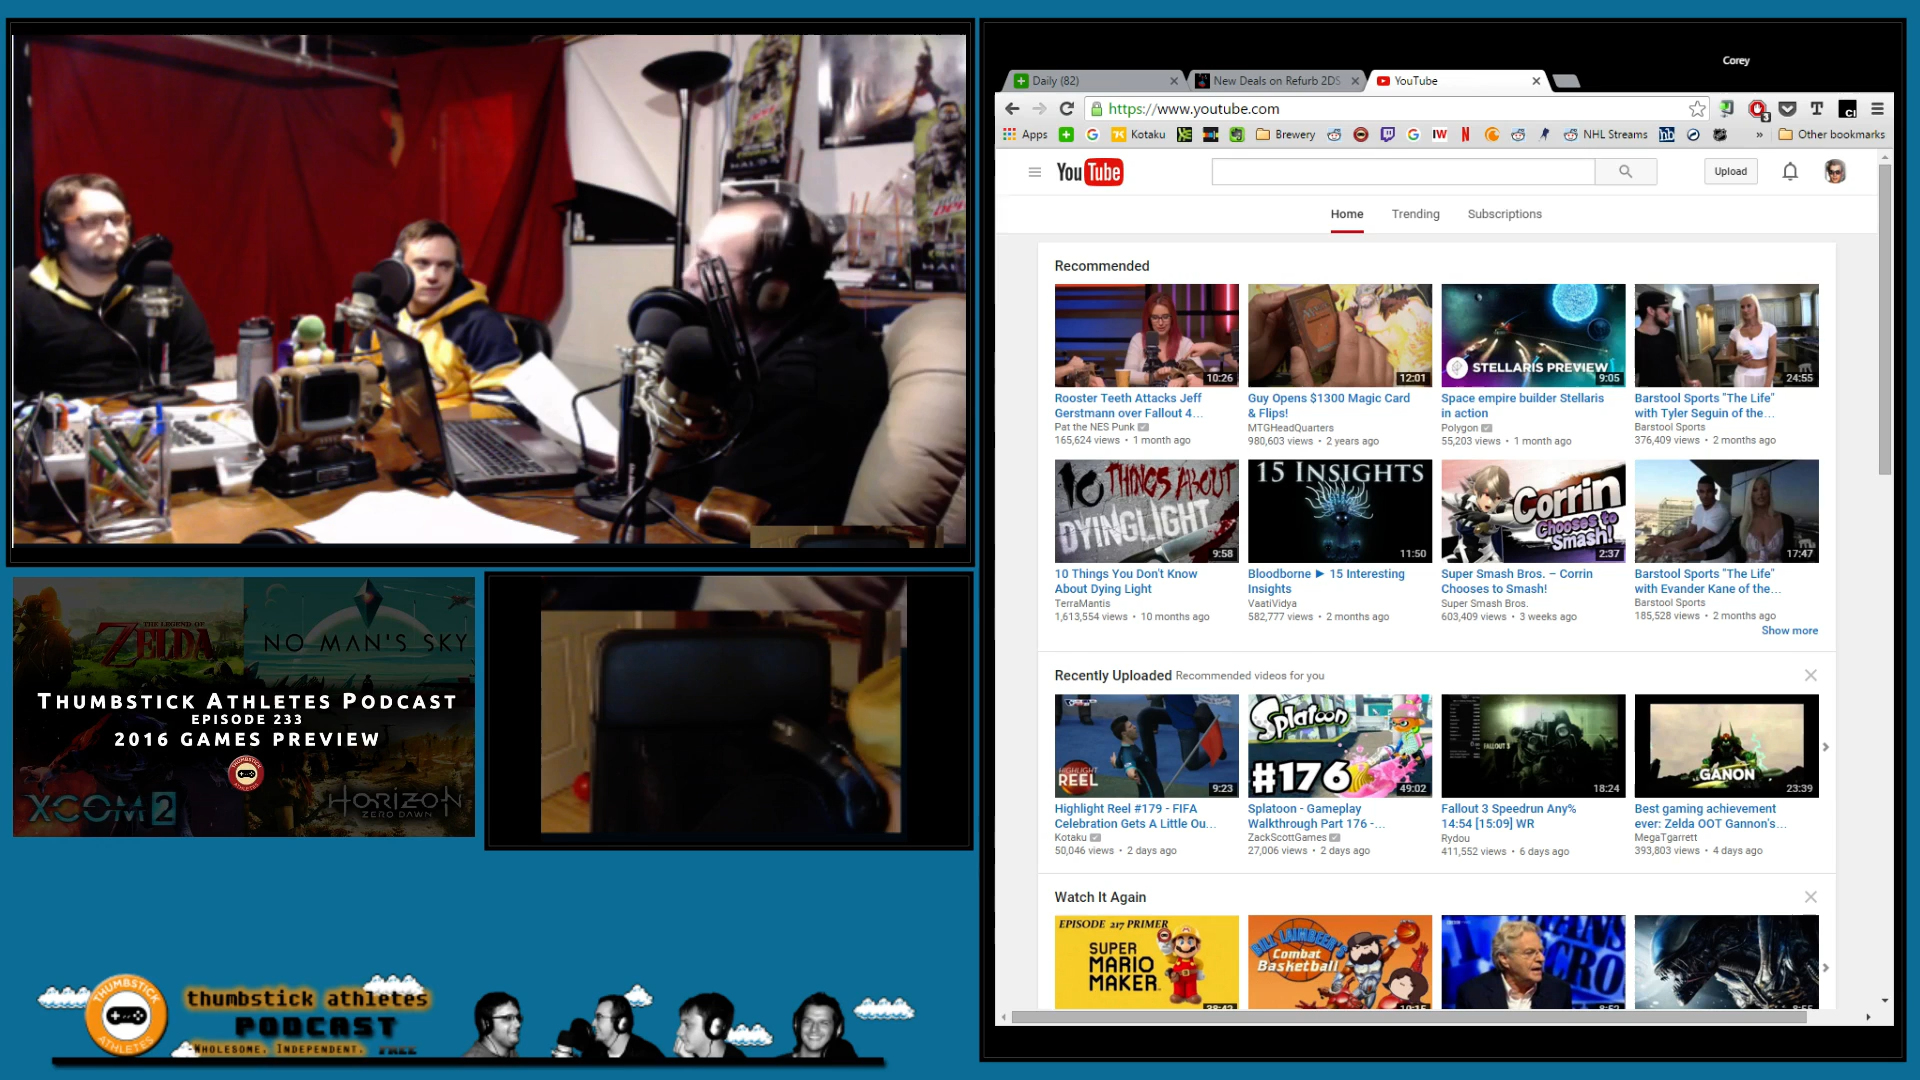 THE LEGEND OF
ZELDA
NO MAN'S SKY
THUMBSTICK ATHLETES PODCAST
EPISODE 233
2016 GAMES PREVIEW
XCOM 2
HORIZON
ZERO DAWN
THUMBSTICK
ATHLETES
thumbstick athletes
PODCAST
-WHOLESOME. INDEPENDENT. FREE
Corey
Daily (82)
New Deals on Refurb 2DS
YouTube
https://www.youtube.com
Apps
Kotaku
Brewery
IW
N
NHL Streams
hb
»
Other bookmarks
YouTube
Upload
Home Trending Subscriptions
Recommended
10:26
12:01
STELLARIS PREVIEW
9:05
24:55
Rooster Teeth Attacks Jeff
Gerstmann over Fallout 4...
Pat the NES Punk
165,624 views • 1 month ago
Guy Opens $1300 Magic Card
& Flips!
MTGHeadQuarters
980,603 views • 2 years ago
Space empire builder Stellaris
in action
Polygon
55,203 views • 1 month ago
Barstool Sports "The Life"
with Tyler Seguin of the...
Barstool Sports
376,409 views • 2 months ago
10 THINGS ABOUT
DYING LIGHT
9:58
15 INSIGHTS
11:50
Corrin
Chooses to
Smash!
2:37
17:47
10 Things You Don't Know
About Dying Light
TerraMantis
1,613,554 views • 10 months ago
Bloodborne ► 15 Interesting
Insights
VaatiVidya
582,777 views • 2 months ago
Super Smash Bros. – Corrin
Chooses to Smash!
Super Smash Bros.
603,409 views • 3 weeks ago
Barstool Sports "The Life"
with Evander Kane of the...
Barstool Sports
185,528 views • 2 months ago
Show more
Recently Uploaded Recommended videos for you
HIGHLIGHT
REEL
9:23
Splatoon
#176
49:02
FALLOUT 3
18:24
GANON
23:39
Highlight Reel #179 - FIFA
Celebration Gets A Little Ou...
Kotaku
50,046 views • 2 days ago
Splatoon - Gameplay
Walkthrough Part 176 -...
ZackScottGames
27,006 views • 2 days ago
Fallout 3 Speedrun Any%
14:54 [15:09] WR
Rydou
411,552 views • 6 days ago
Best gaming achievement
ever: Zelda OOT Gannon's...
MegaTgarrett
393,803 views • 4 days ago
Watch It Again
EPISODE 217 PRIMER
SUPER
MARIO
MAKER
BILL LAIMBEER'S
Combat
Basketball